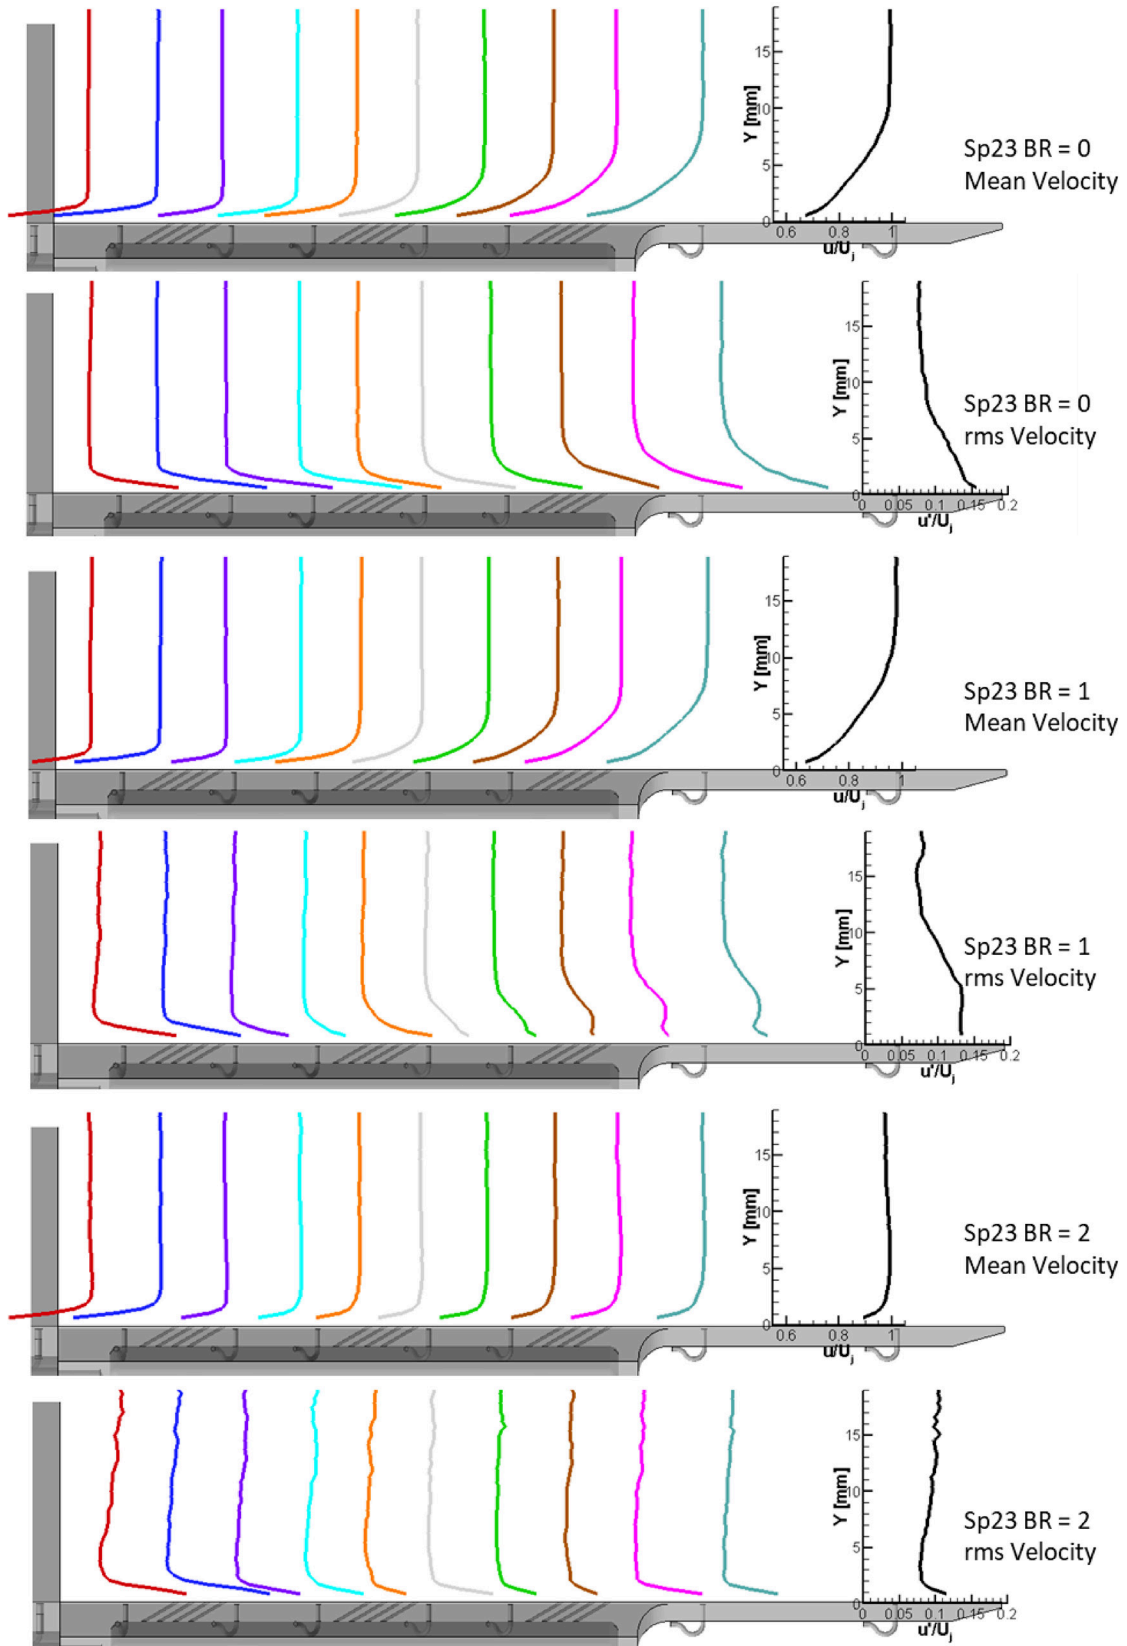 15
10
5
0
Y [mm]
0.6 0.8 1
u/Uj
Sp23 BR = 0
Mean Velocity
15
10
5
0
Y [mm]
0 0.05 0.1 0.15 0.2
u'/Uj
Sp23 BR = 0
rms Velocity
15
10
5
0
Y [mm]
0.6 0.8 1
u/Uj
Sp23 BR = 1
Mean Velocity
15
10
5
0
Y [mm]
0 0.05 0.1 0.15 0.2
u'/Uj
Sp23 BR = 1
rms Velocity
15
10
5
0
Y [mm]
0.6 0.8 1
u/Uj
Sp23 BR = 2
Mean Velocity
15
10
5
0
Y [mm]
0 0.05 0.1 0.15 0.2
u'/Uj
Sp23 BR = 2
rms Velocity